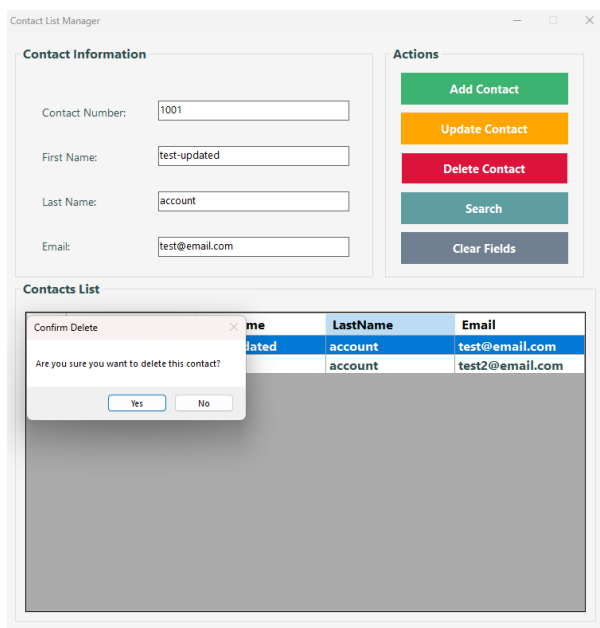 Contact List Manager
Contact Information
Contact Number:
1001
First Name:
test-updated
Last Name:
account
Email:
test@email.com
Actions
Add Contact
Update Contact
Delete Contact
Search
Clear Fields
Contacts List
me LastName Email
dated account test@email.com
account test2@email.com
Confirm Delete
Are you sure you want to delete this contact?
Yes No